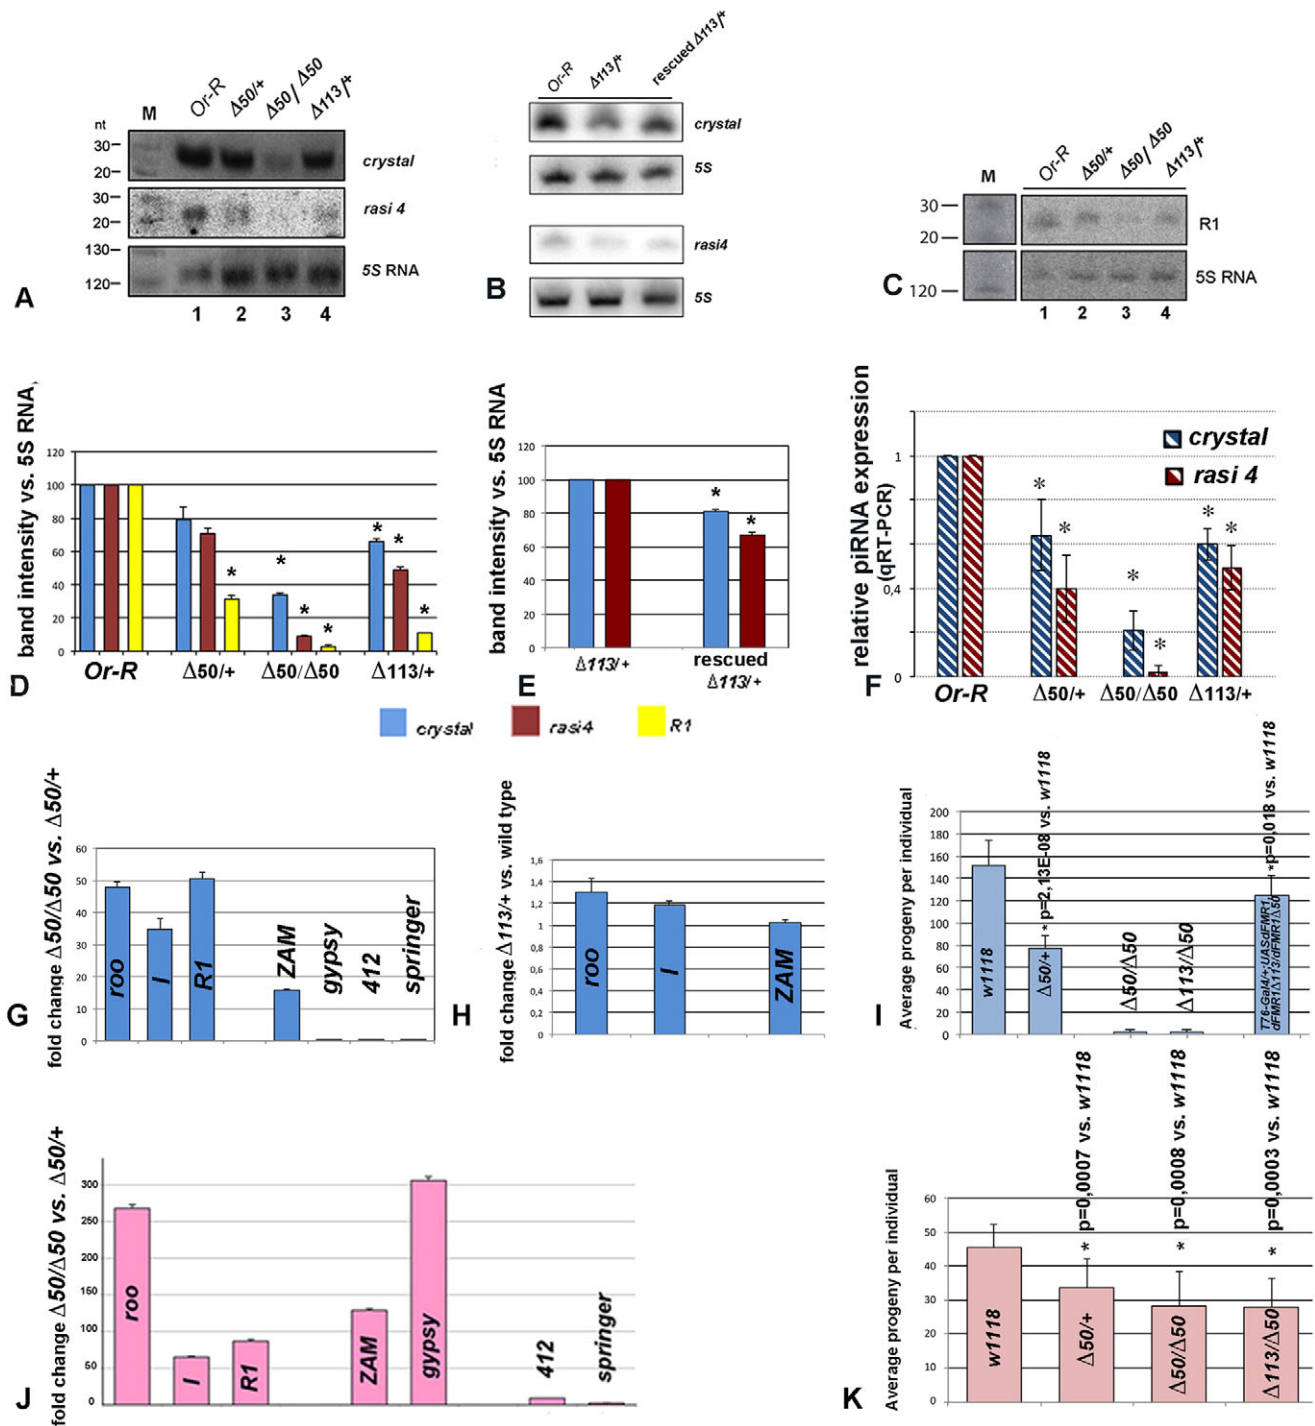 M Or-R Δ50/+ Δ50/Δ50 Δ113/+
nt
30
20
crystal
30
20
rasi 4
130
120
5S RNA
A
1 2 3 4
Or-R Δ113/+ rescued Δ113/+
crystal
5S
rasi4
5S
B
M Or-R Δ50/+ Δ50/Δ50 Δ113/+
30
20
R1
120
5S RNA
C
1 2 3 4
band intensity vs. 5S RNA
120
100
80
60
40
20
0
* * * * * * *
Or-R Δ50/+ Δ50/Δ50 Δ113/+
D
band intensity vs. 5S RNA
120
100
80
60
40
20
0
* *
Δ113/+ rescued Δ113/+
E
crystal rasi4 R1
relative piRNA expression
(qRT-PCR)
1
0,4
0
crystal
rasi 4
* * * * * *
Or-R Δ50/+ Δ50/Δ50 Δ113/+
F
fold change Δ50/Δ50 vs. Δ50/+
60
50
40
30
20
10
0
roo I R1 ZAM gypsy 412 springer
G
fold change Δ113/+ vs. wild type
1,6
1,4
1,2
1
0,8
0,6
0,4
0,2
0
roo I ZAM
H
Average progeny per individual
200
180
160
140
120
100
80
60
40
20
0
w1118
Δ50/+
* p=2,13E-08 vs. w1118
Δ50/Δ50
Δ113/Δ50
T76-Gal4/+;UASdFMR1,
dFMR1Δ113/dFMR1Δ50
*p=0,018 vs. w1118
I
fold change Δ50/Δ50 vs. Δ50/+
300
250
200
150
100
50
0
roo I R1 ZAM gypsy 412 springer
J
Average progeny per individual
60
50
40
30
20
10
0
w1118
Δ50/+
* p=0,0007 vs. w1118
Δ50/Δ50
* p=0,0008 vs. w1118
Δ113/Δ50
* p=0,0003 vs. w1118
K